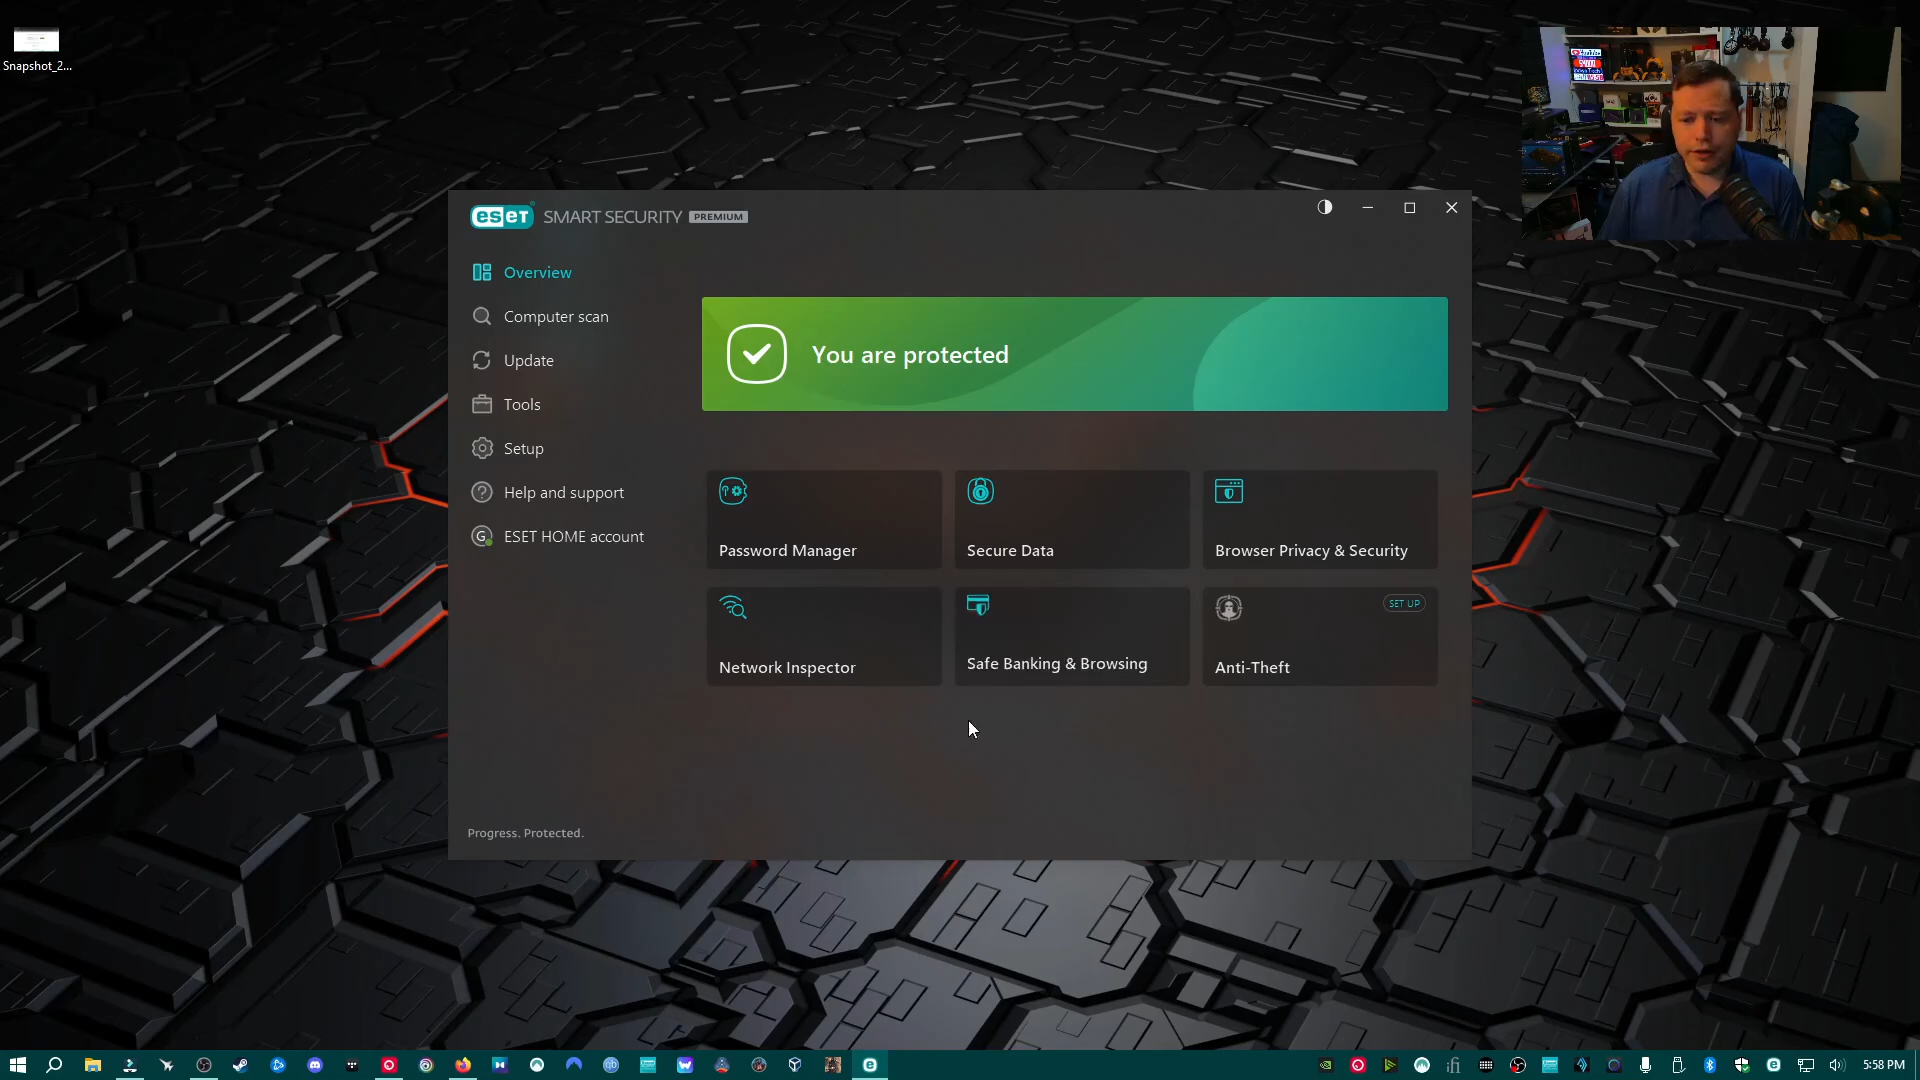 Snapshot_2...
eset SMART SECURITY PREMIUM
Overview
Computer scan
Update
Tools
Setup
Help and support
G ESET HOME account
You are protected
Password Manager
Secure Data
Browser Privacy & Security
Network Inspector
Safe Banking & Browsing
SET UP
Anti-Theft
Progress. Protected.
5:58 PM